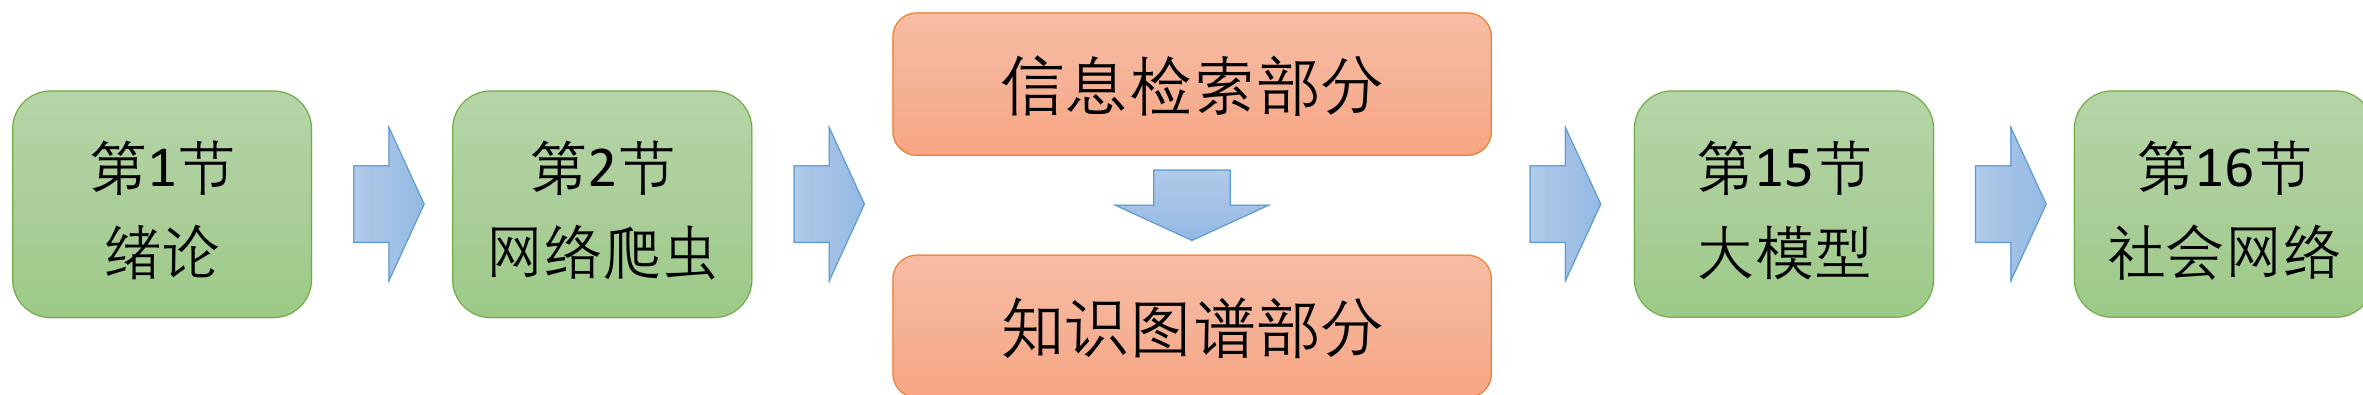 第1节
绪论
第2节
网络爬虫
信息检索部分
知识图谱部分
第15节
大模型
第16节
社会网络